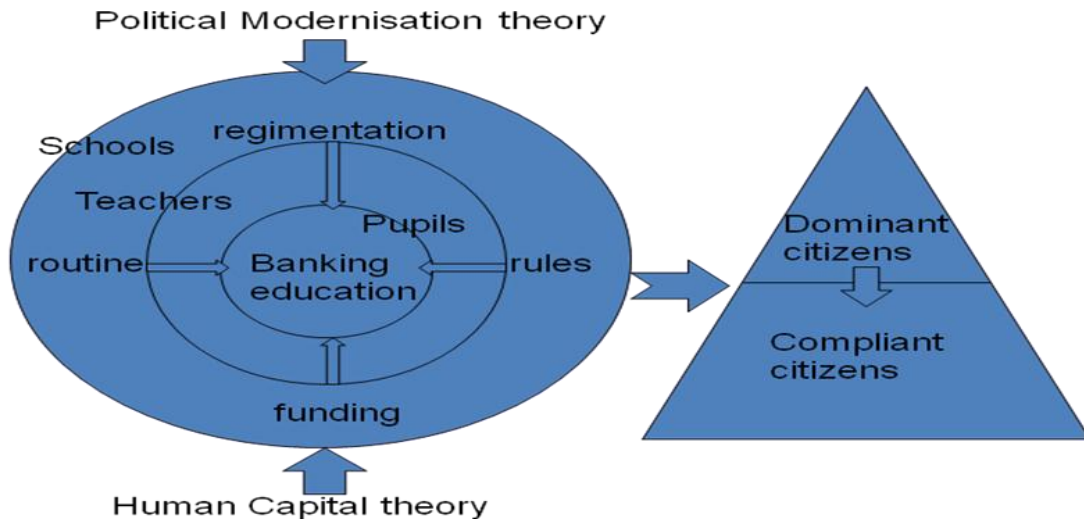 Political Modernisation theory
regimentation
Schools
Teachers
Pupils
routine
Banking
education
rules
funding
Human Capital theory
Dominant
citizens
Compliant
citizens